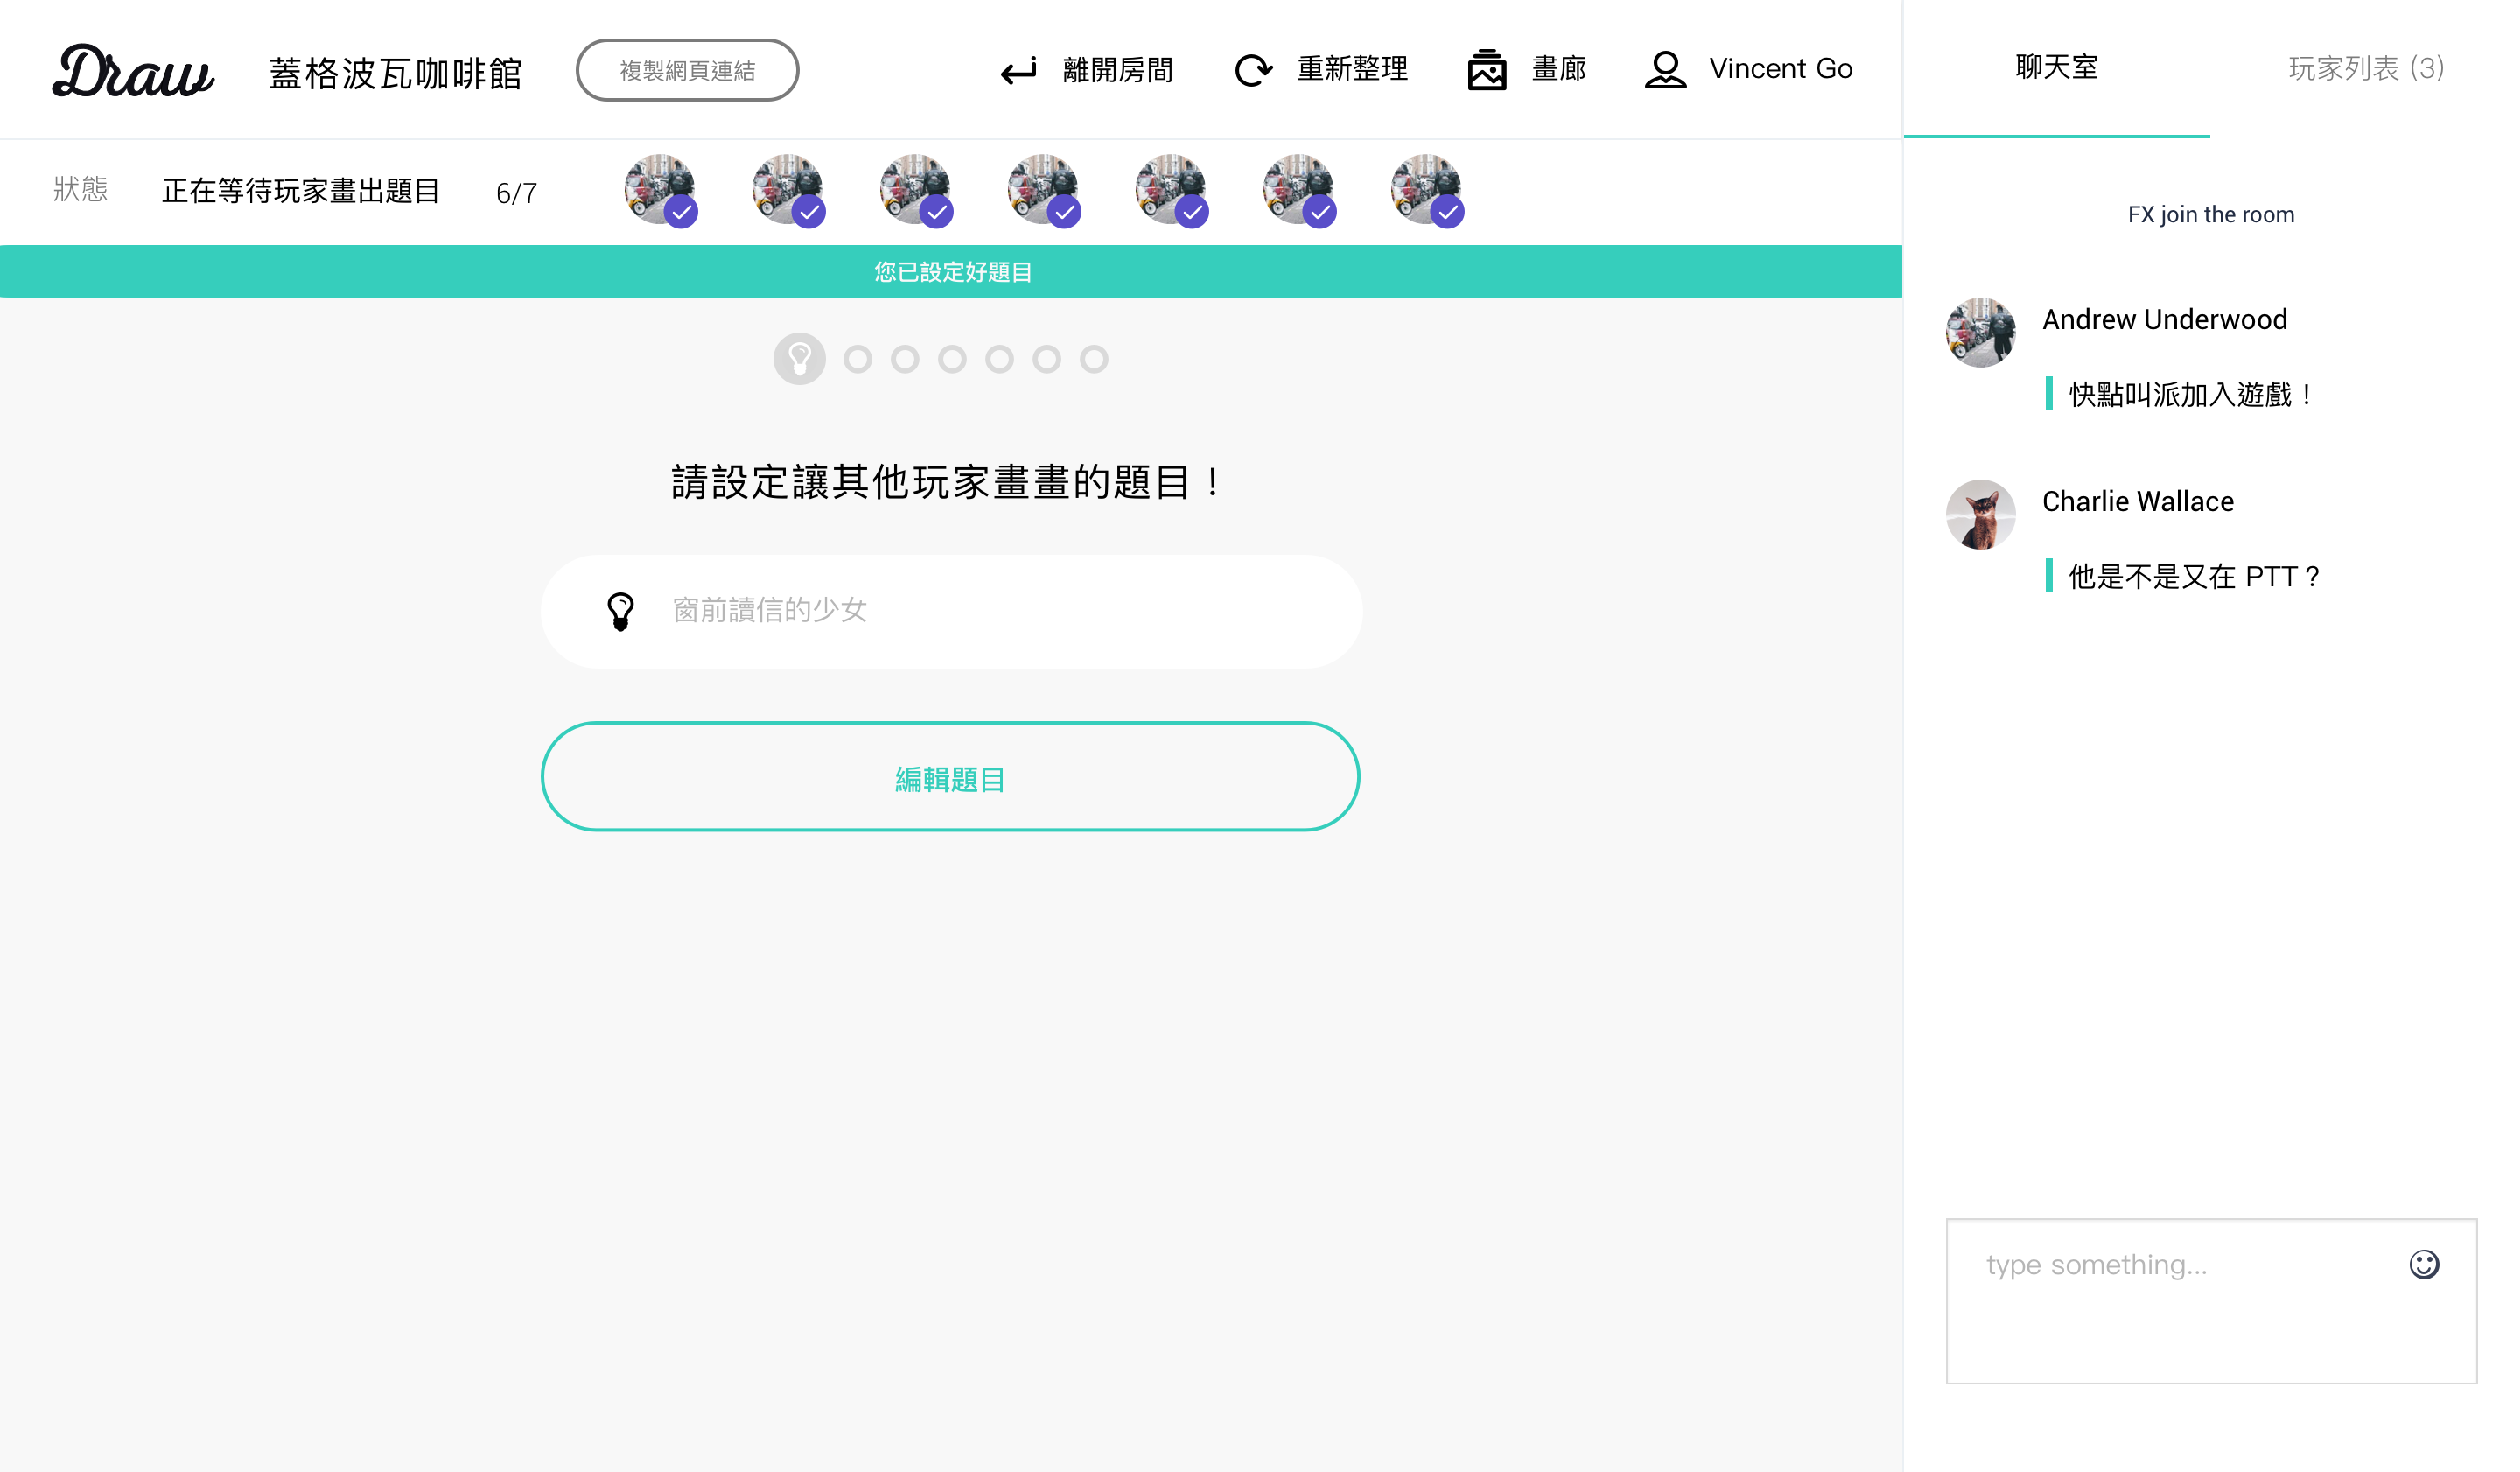 Draw
蓋格波瓦咖啡館
複製網頁連結
離開房間
重新整理
畫廊
Vincent Go
聊天室
玩家列表 (3)
狀態
正在等待玩家畫出題目
6/7
您已設定好題目
請設定讓其他玩家畫畫的題目！
窗前讀信的少女
編輯題目
FX join the room
Andrew Underwood
快點叫派加入遊戲！
Charlie Wallace
他是不是又在 PTT？
type something...